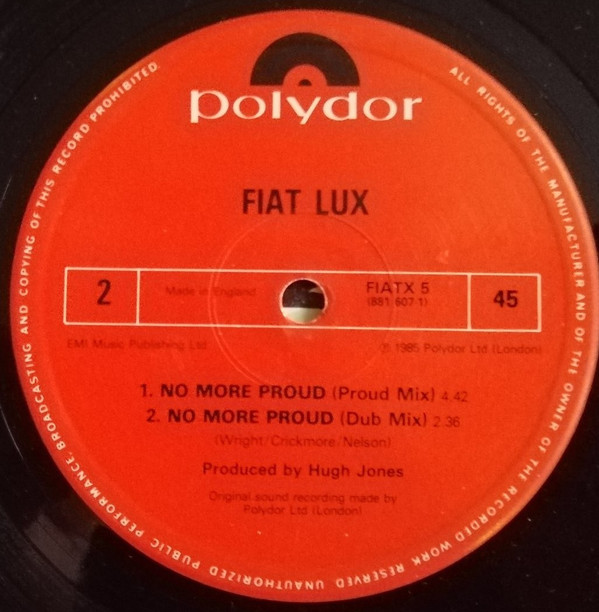 polydor
FIAT LUX
2
Made in England
FIATX 5
(881 607-1)
45
EMI Music Publishing Ltd.
℗ 1985 Polydor Ltd (London)
1. NO MORE PROUD (Proud Mix) 4.42
2. NO MORE PROUD (Dub Mix) 2.36
(Wright/Crickmore/Nelson)
Produced by Hugh Jones
Original sound recording made by
Polydor Ltd (London)
ALL RIGHTS OF THE MANUFACTURER AND OF THE OWNER OF THE RECORDED WORK RESERVED. UNAUTHORIZED PUBLIC PERFORMANCE, BROADCASTING AND COPYING OF THIS RECORD PROHIBITED.